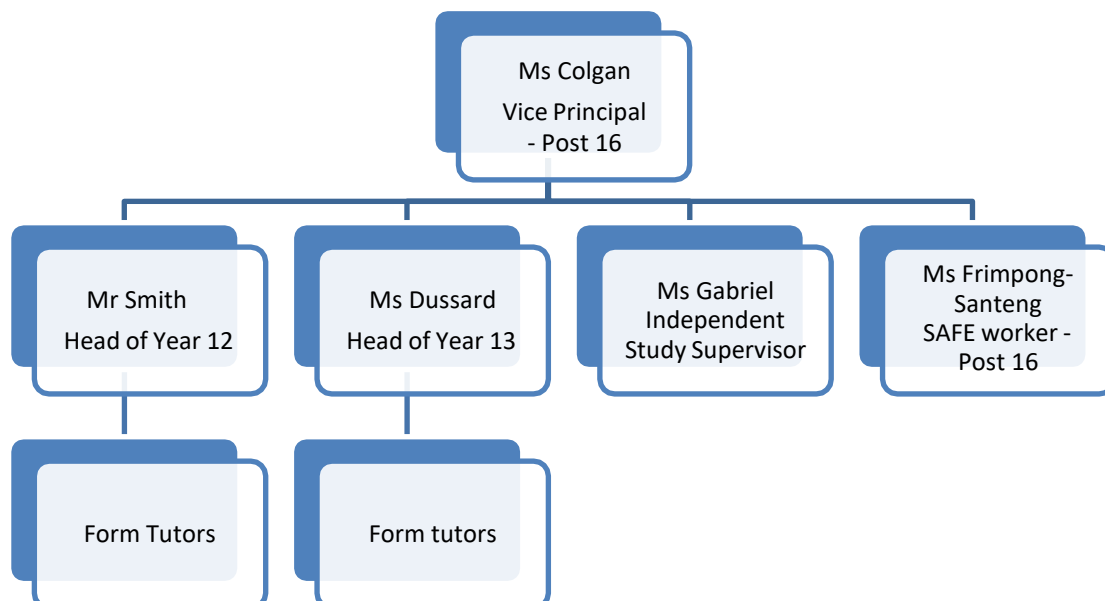 Ms Colgan
Vice Principal
- Post 16
Mr Smith
Head of Year 12
Ms Dussard
Head of Year 13
Ms Gabriel
Independent
Study Supervisor
Ms Frimpong-
Santeng
SAFE worker -
Post 16
Form Tutors
Form tutors